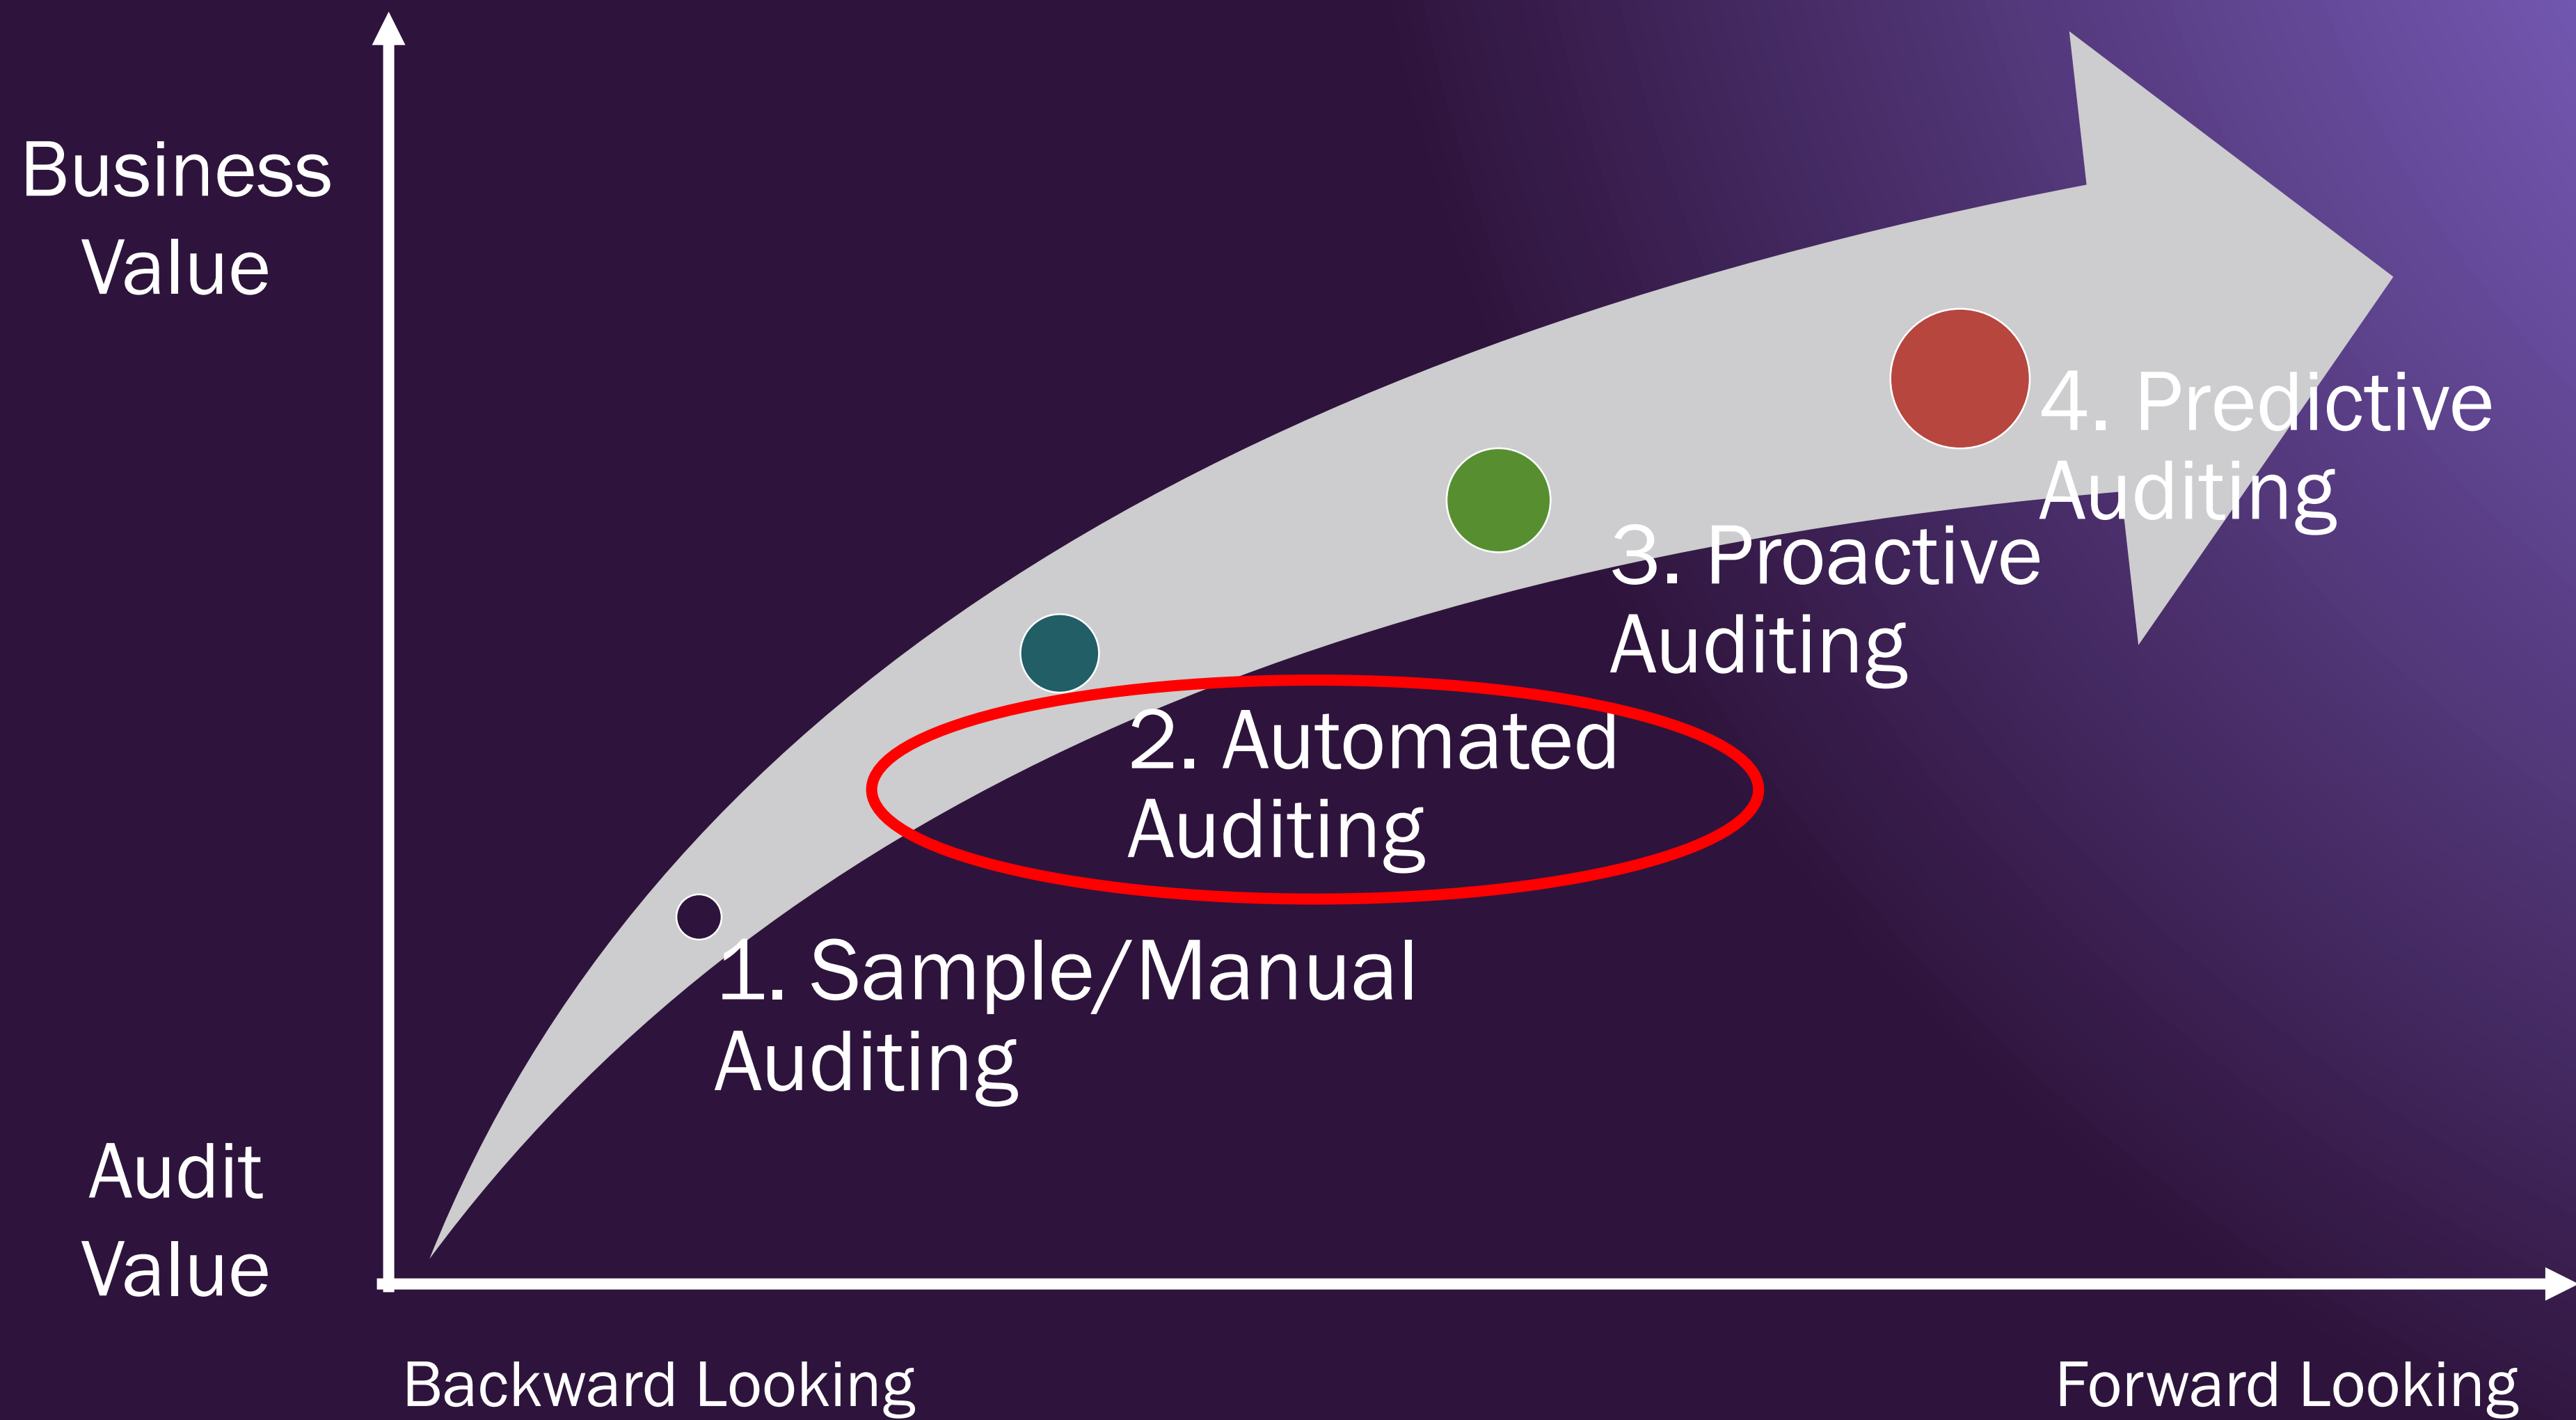 Business
Value
4. Predictive
Auditing
3. Proactive
Auditing
2. Automated
Auditing
1. Sample/Manual
Auditing
Audit
Value
Backward Looking
Forward Looking